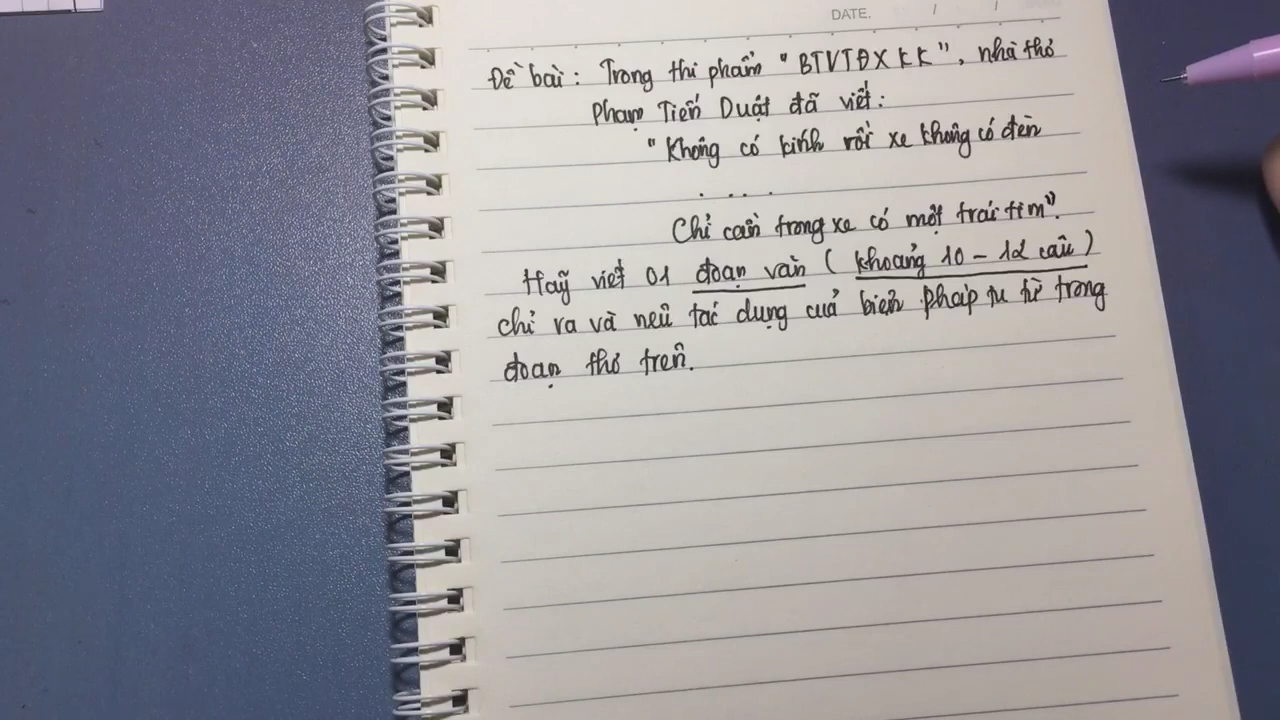 DATE. / /
Đề bài: Trong thi phẩm "BTVTĐXKK", nhà thơ
Phạm Tiến Duật đã viết:
"Không có kính rồi xe không có đèn
....
Chỉ cần trong xe có một trái tim".
Hãy viết 01 đoạn văn (khoảng 10 - 12 câu)
chỉ ra và nêu tác dụng của biện pháp tu từ trong
đoạn thơ trên.